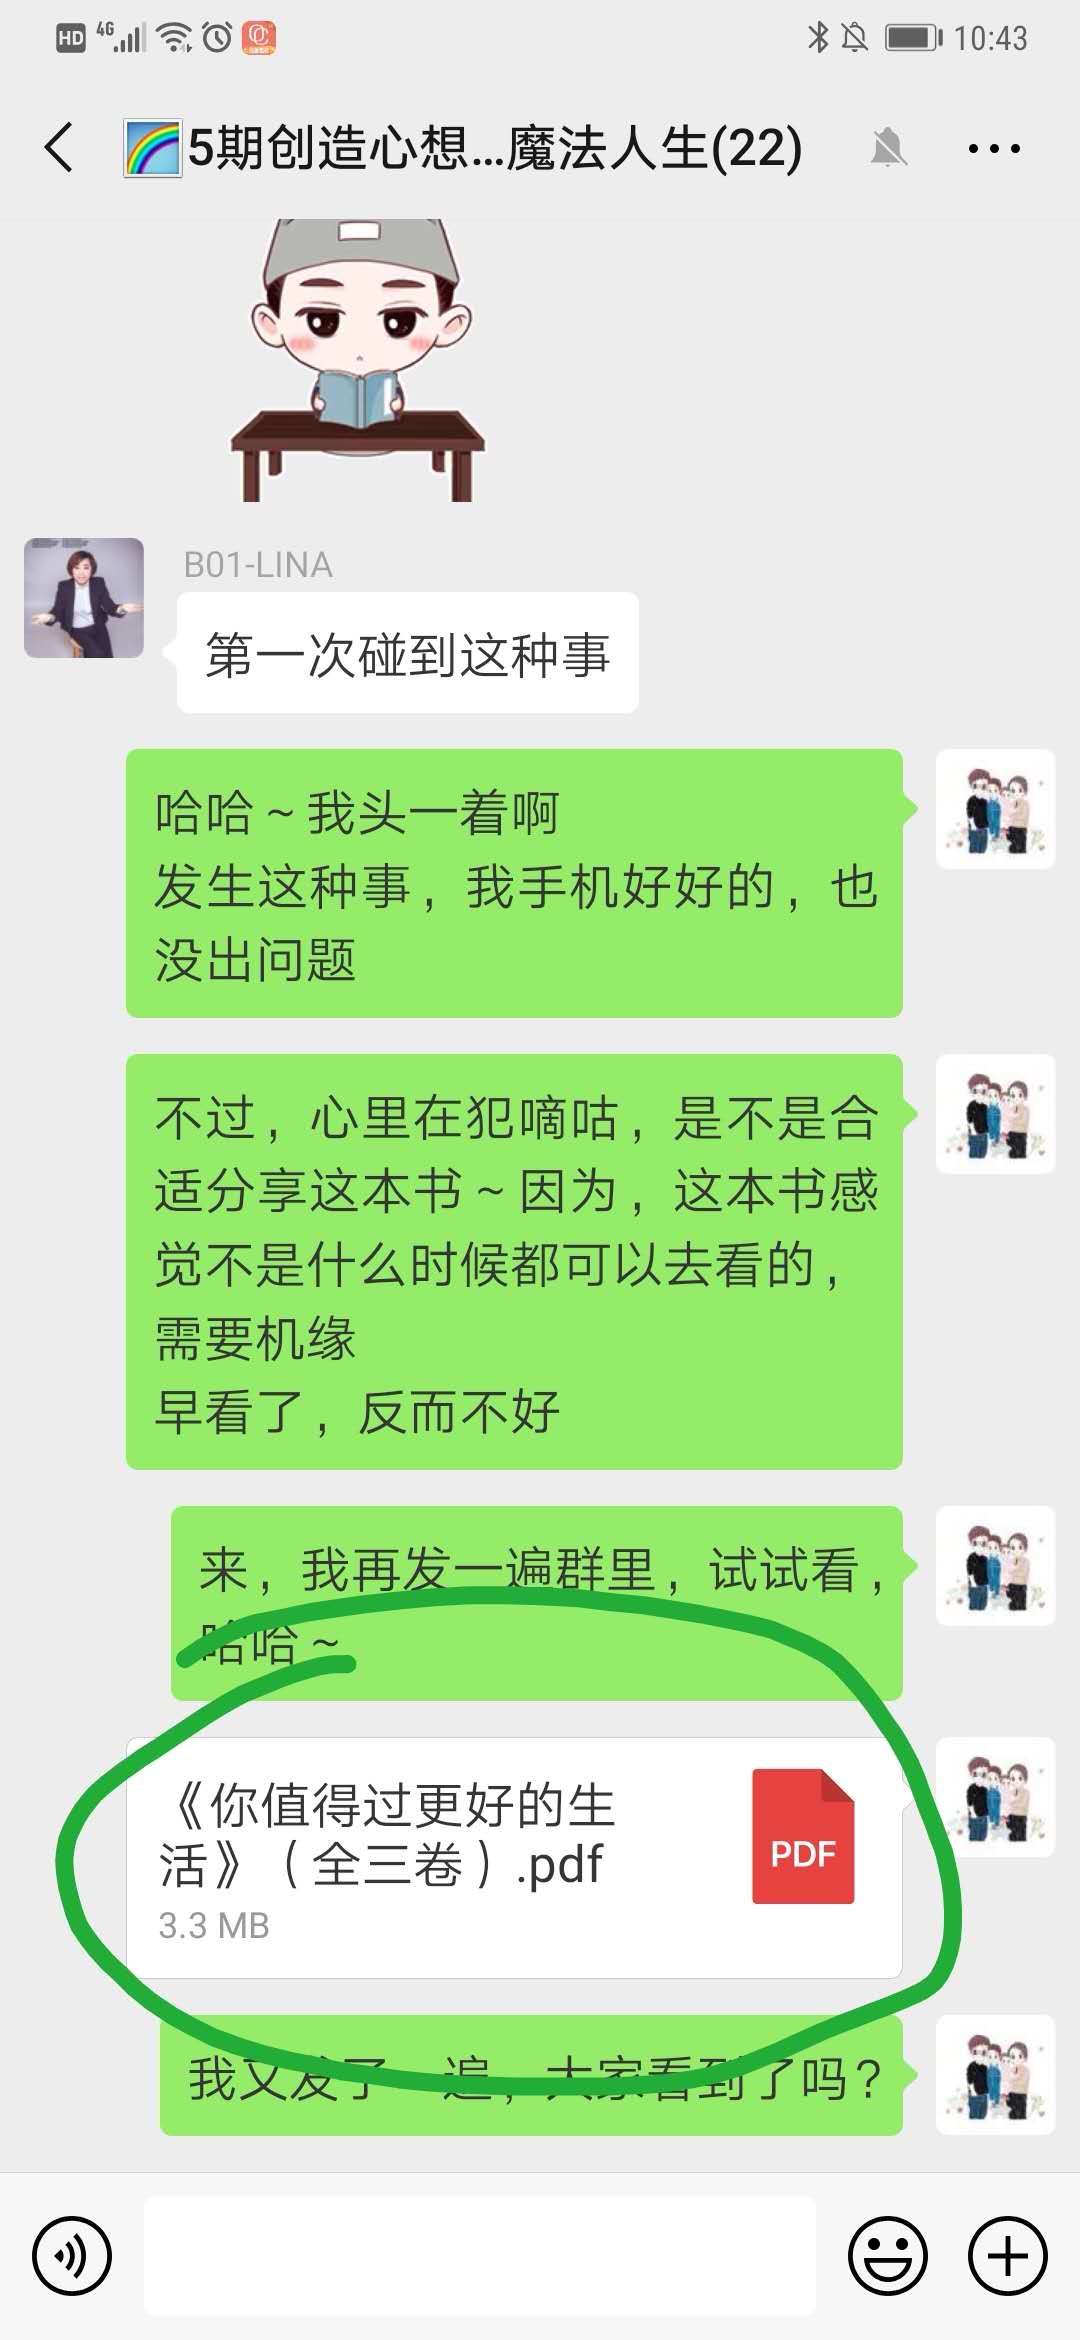 HD 4G 10:43
5期创造心想...魔法人生(22)
B01-LINA
第一次碰到这种事
哈哈~我头一着啊
发生这种事，我手机好好的，也
没出问题
不过，心里在犯嘀咕，是不是合
适分享这本书~因为，这本书感
觉不是什么时候都可以去看的，
需要机缘
早看了，反而不好
来，我再发一遍群里，试试看，
哈哈~
《你值得过更好的生
活》（全三卷）.pdf
PDF
3.3 MB
我又发了一遍，大家看到了吗？